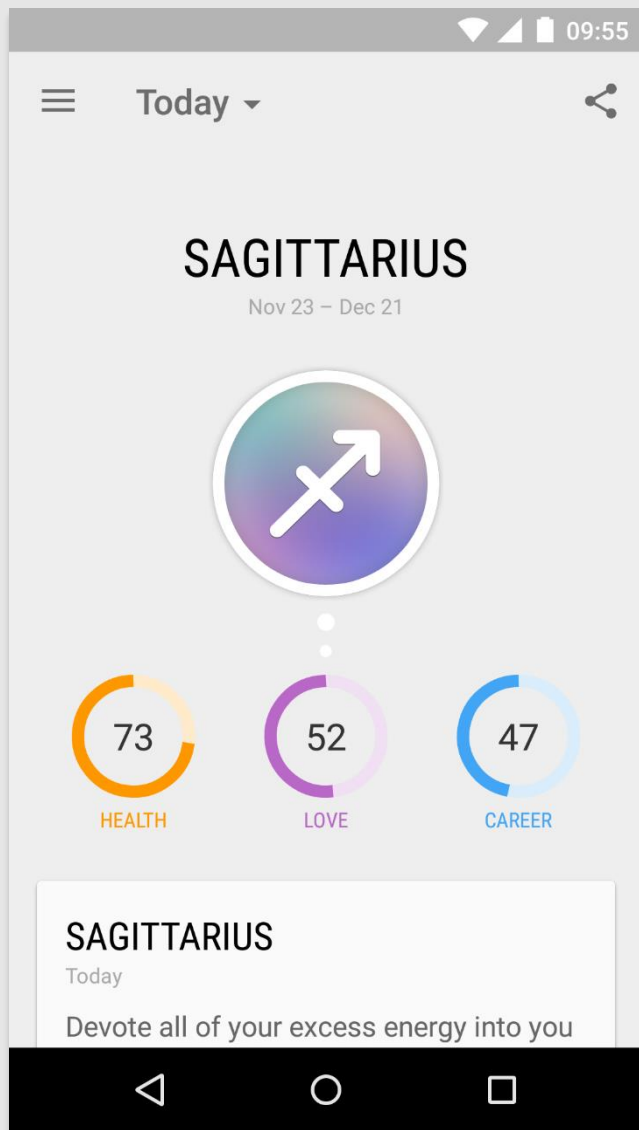 09:55
Today
SAGITTARIUS
Nov 23 – Dec 21
73 52 47
HEALTH LOVE CAREER
SAGITTARIUS
Today
Devote all of your excess energy into you